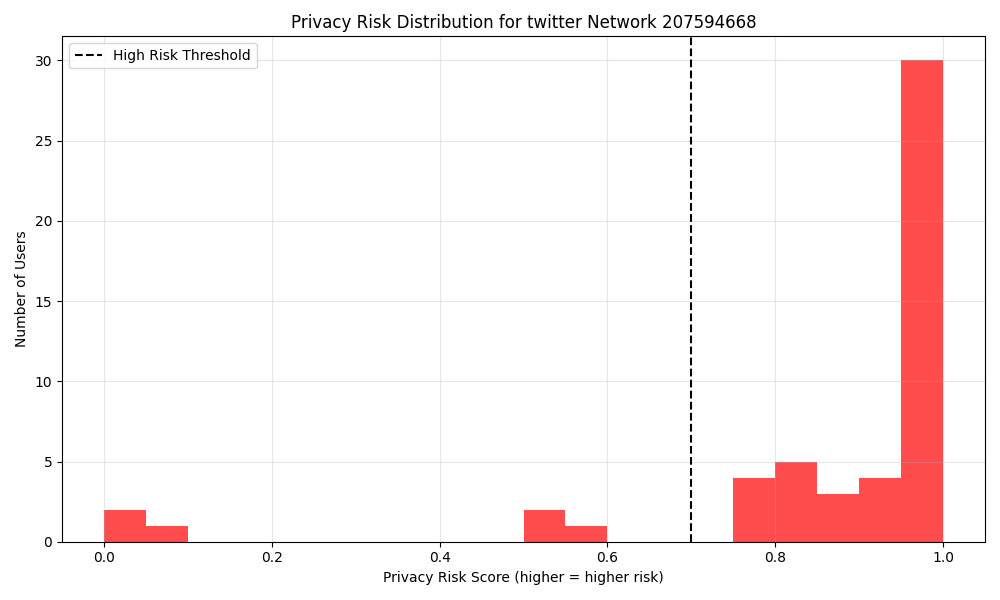 Privacy Risk Distribution for twitter Network 207594668
High Risk Threshold
30
25
20
15
10
5
0
Number of Users
0.0 0.2 0.4 0.6 0.8 1.0
Privacy Risk Score (higher = higher risk)